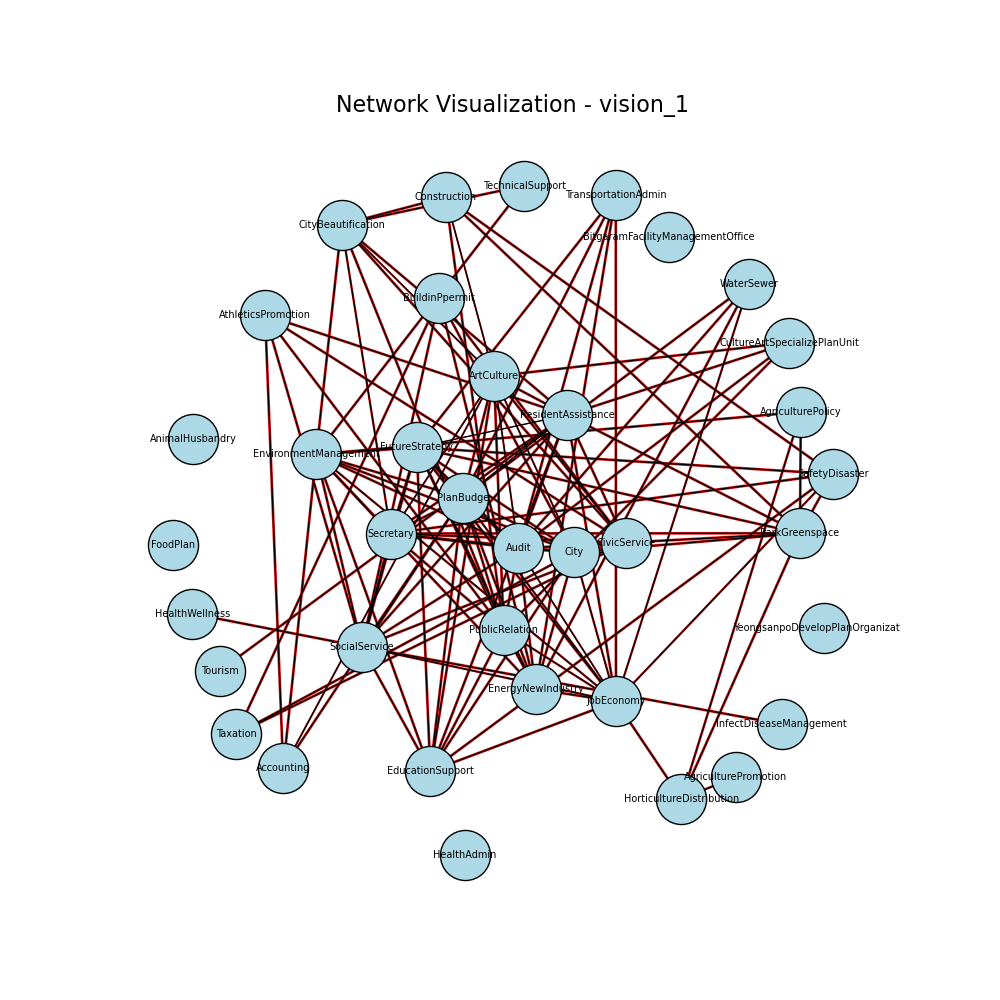 Network Visualization - vision_1
TechnicalSupport
Construction
TransportationAdmin
CityBeautification
BitgaramFacilityManagementOffice
WaterSewer
BuildinPpermit
AthleticsPromotion
CultureArtSpecializePlanUnit
ArtCulture
AgriculturePolicy
ResidentAssistance
AnimalHusbandry
FutureStrategy
EnvironmentManagement
SafetyDisaster
PlanBudget
Secretary
ParkGreenspace
CivicService
FoodPlan
Audit
City
HealthWellness
YeongsanpoDevelopPlanOrganizat
PublicRelation
SocialService
Tourism
EnergyNewIndustry
JobEconomy
InfectDiseaseManagement
Taxation
Accounting
EducationSupport
AgriculturePromotion
HorticultureDistribution
HealthAdmin